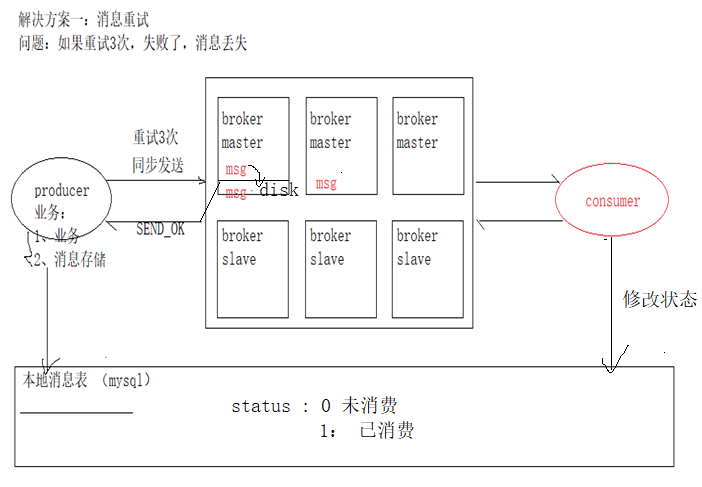 解决方案一：消息重试
问题：如果重试3次，失败了，消息丢失
重试3次
同步发送
SEND_OK
producer
业务：
1、业务
2、消息存储
broker
master
msg
msg
disk
broker
master
msg
broker
master
broker
slave
broker
slave
broker
slave
consumer
修改状态
本地消息表 （mysql）
status : 0 未消费
1： 已消费